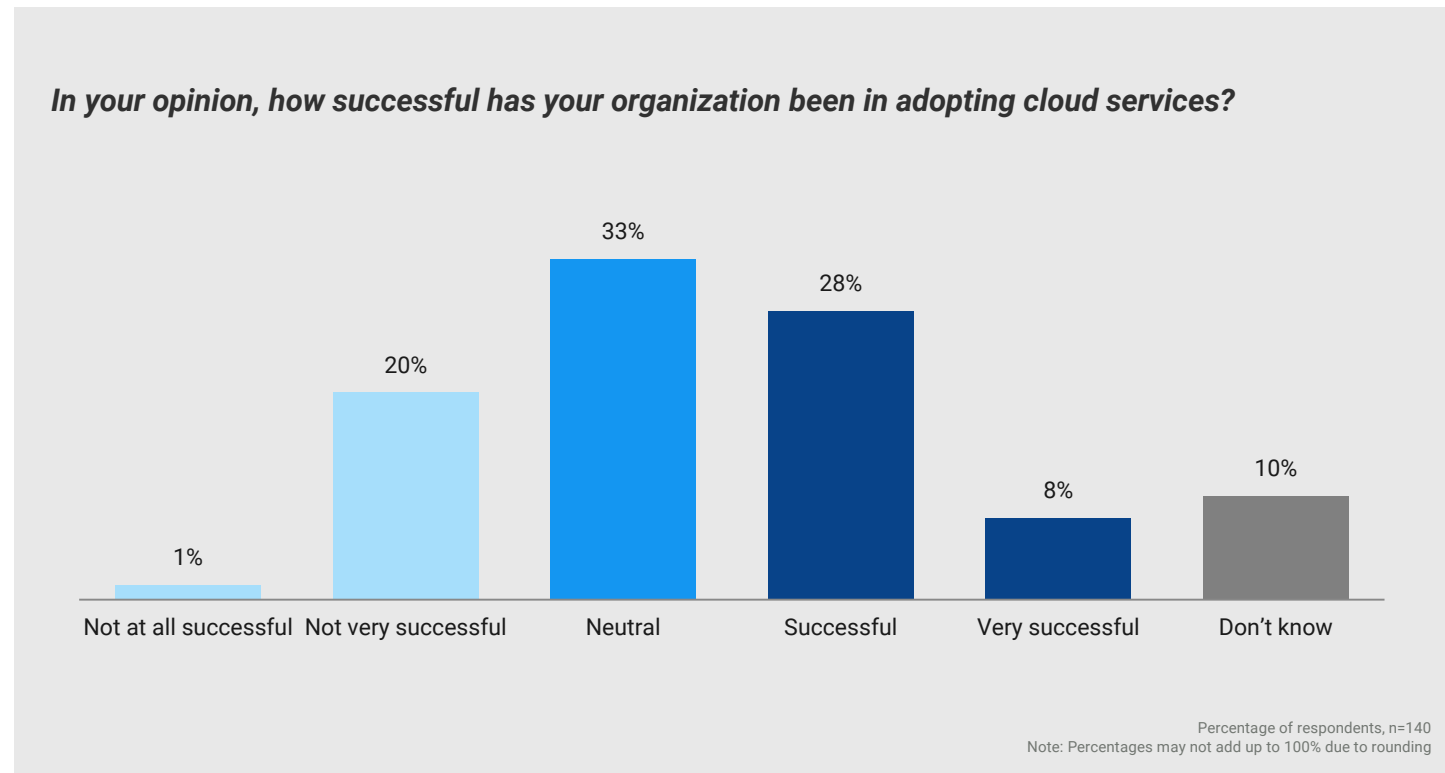 In your opinion, how successful has your organization been in adopting cloud services?
33%
28%
20%
10%
8%
1%
Not at all successful
Not very successful
Neutral
Successful
Very successful
Don’t know
Percentage of respondents, n=140
Note: Percentages may not add up to 100% due to rounding